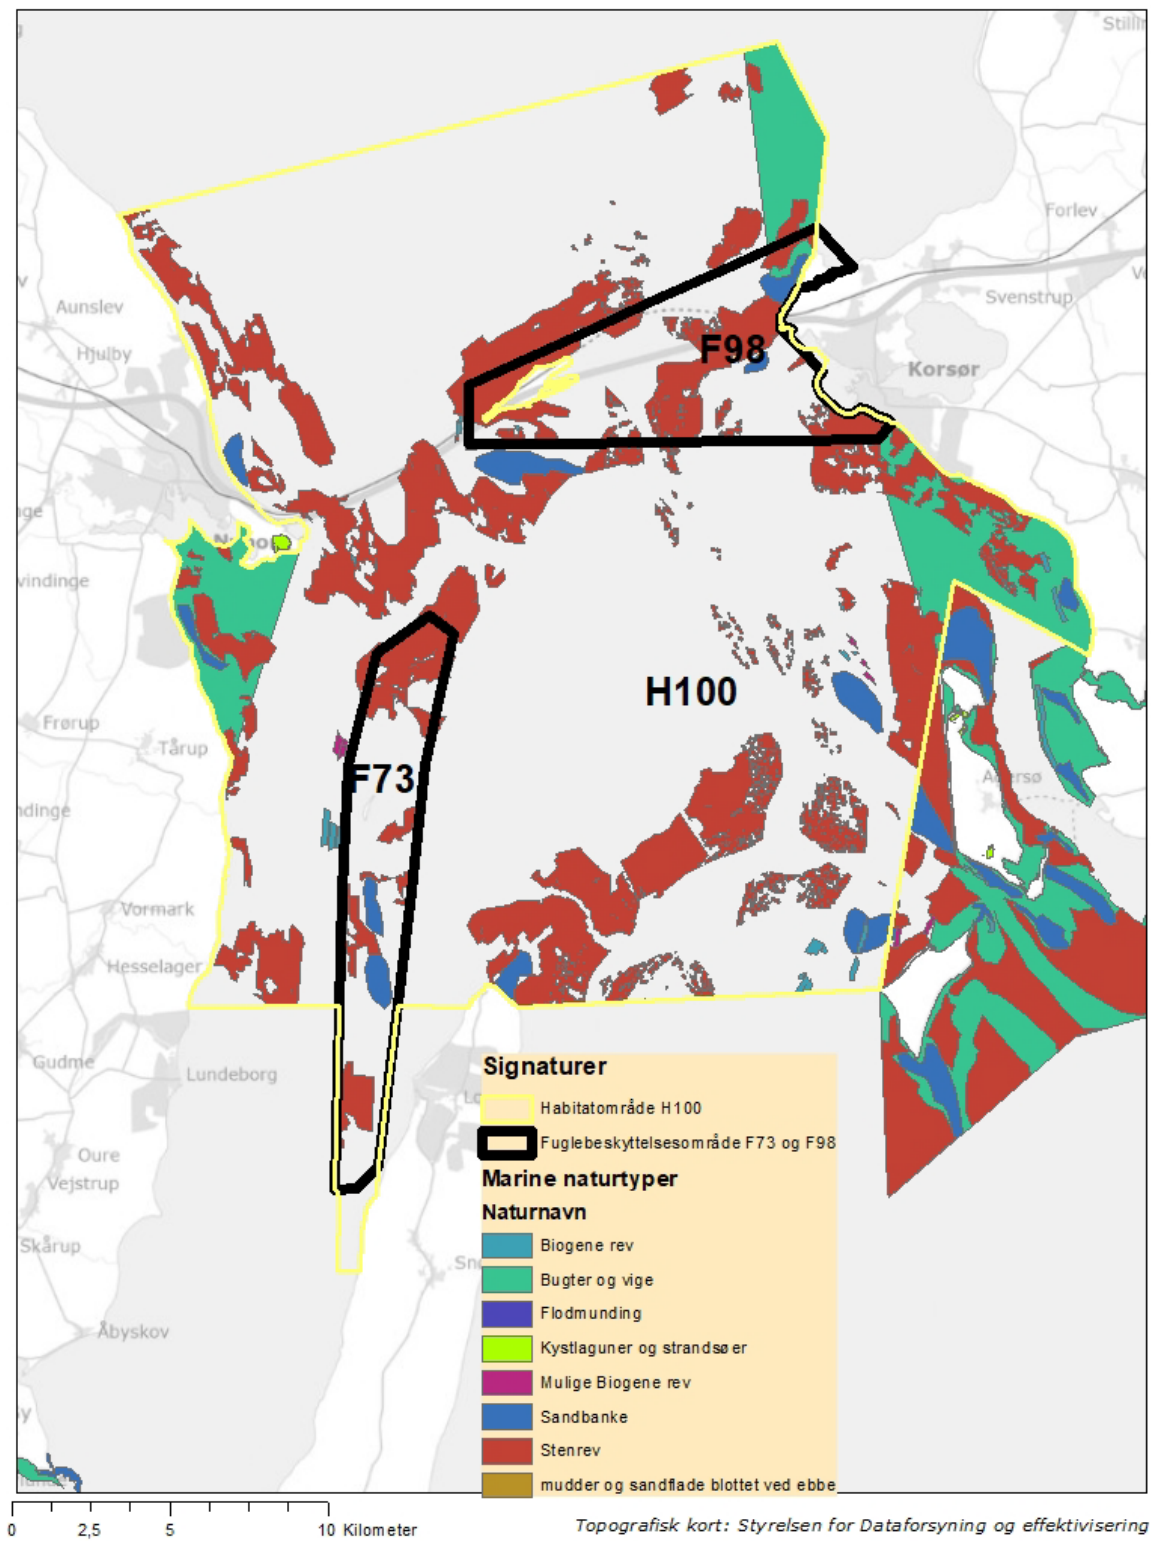 Forlev
Svenstrup
Aunslev
Hjulby
F98
Korsør
vindinge
H100
Frørup
Tårup
F73
Vormark
Hesselager
Gudme
Lundeborg
Signaturer
Habitatområde H100
Fuglebeskyttelsesområde F73 og F98
Oure
Vejstrup
Marine naturtyper
Naturnavn
Skårup
Biogene rev
Bugter og vige
Flodmunding
Åbyskov
Kystlaguner og strandsøer
Mulige Biogene rev
Sandbanke
Stenrev
mudder og sandflade blottet ved ebbe
0 2,5 5 10 Kilometer
Topografisk kort: Styrelsen for Dataforsyning og effektivisering